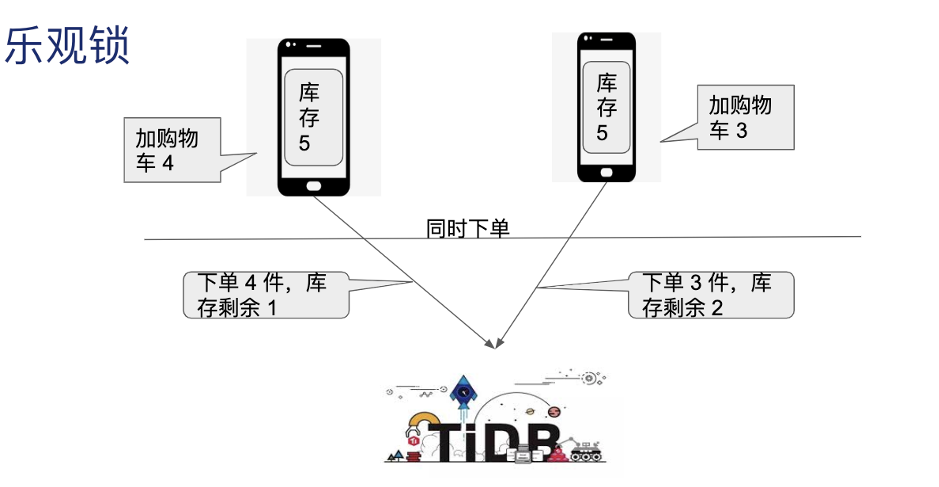 乐观锁
库
存
5
库
存
5
加购物
车 4
加购物
车 3
同时下单
下单 4 件，库
存剩余 1
下单 3 件，库
存剩余 2
TiDB